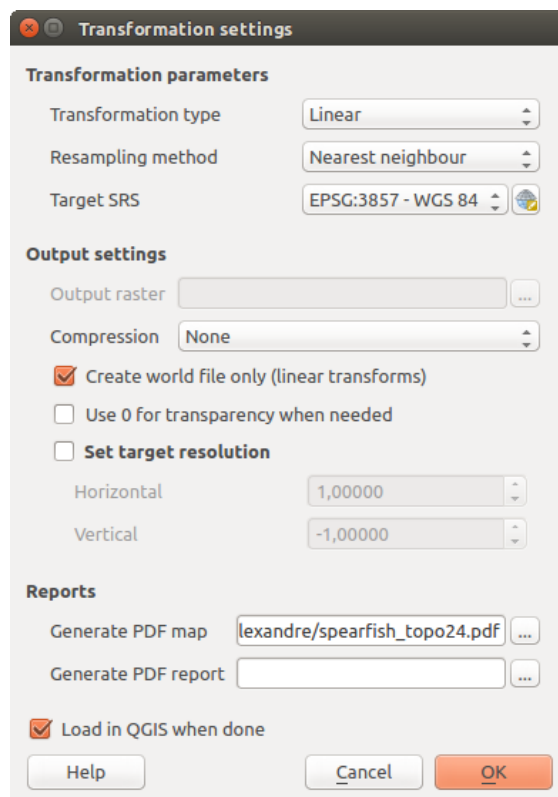 Transformation settings
Transformation parameters
Transformation type Linear
Resampling method Nearest neighbour
Target SRS EPSG:3857 - WGS 84
Output settings
Output raster ...
Compression None
Create world file only (linear transforms)
Use 0 for transparency when needed
Set target resolution
Horizontal 1,00000
Vertical -1,00000
Reports
Generate PDF map lexandre/spearfish_topo24.pdf ...
Generate PDF report ...
Load in QGIS when done
Help Cancel OK